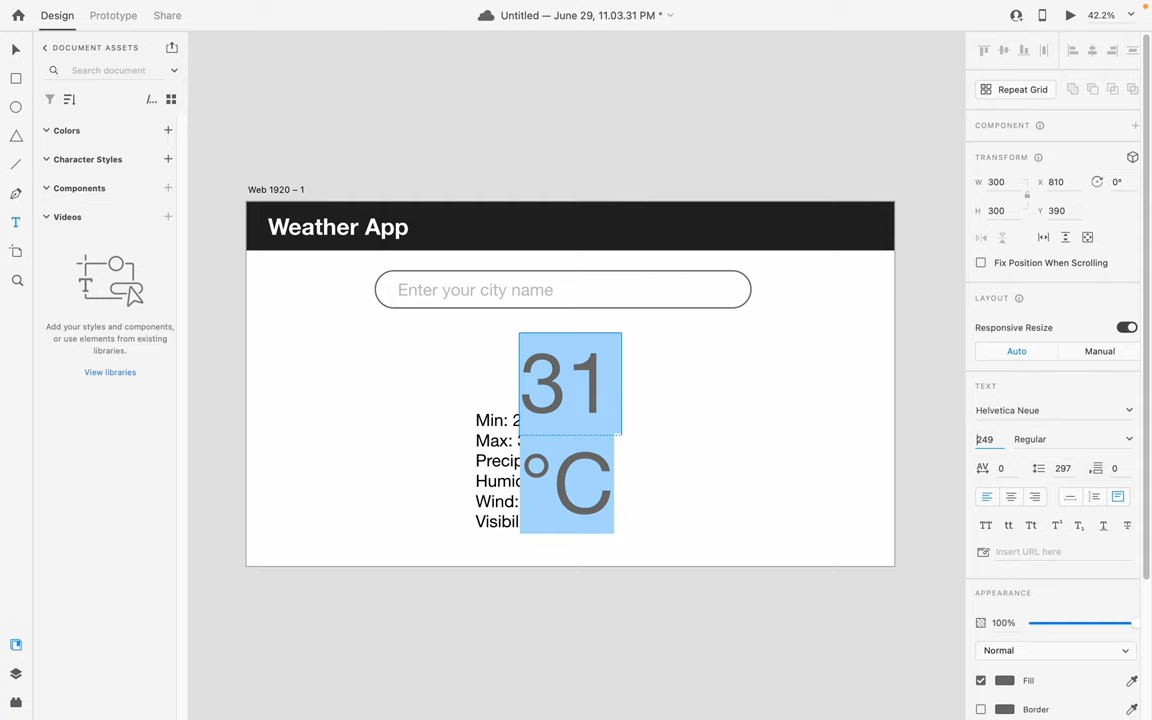 Design Prototype Share
Untitled — June 29, 11.03.31 PM *
42.2%
DOCUMENT ASSETS
Search document
/...
Colors
Character Styles
Components
Videos
Add your styles and components,
or use elements from existing
libraries.
View libraries
Web 1920 – 1
Weather App
Enter your city name
31
°C
Min:
Max:
Wind:
Repeat Grid
COMPONENT
TRANSFORM
W 300 X 810 0°
H 300 Y 390
Fix Position When Scrolling
LAYOUT
Responsive Resize
Auto Manual
TEXT
Helvetica Neue
249 Regular
AV 0 297 0
TT tt Tt T¹ T₁ T T
Insert URL here
APPEARANCE
100%
Normal
Fill
Border